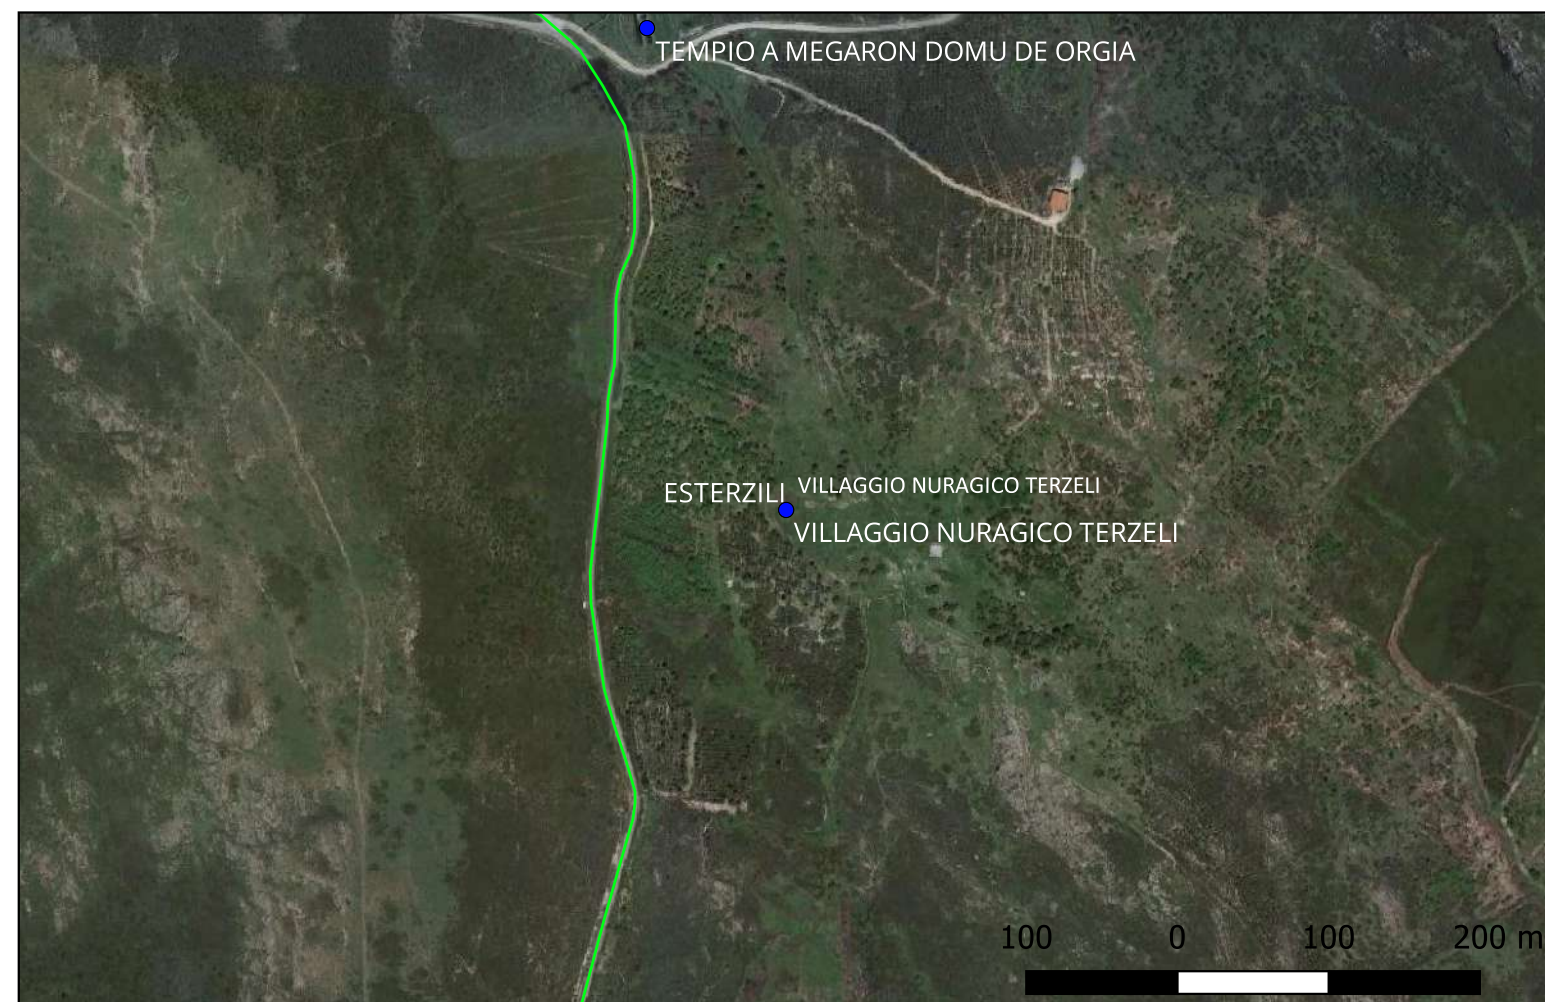 TEMPIO A MEGARON DOMU DE ORGIA
ESTERZILI
VILLAGGIO NURAGICO TERZELI
VILLAGGIO NURAGICO TERZELI
100 0 100 200 m